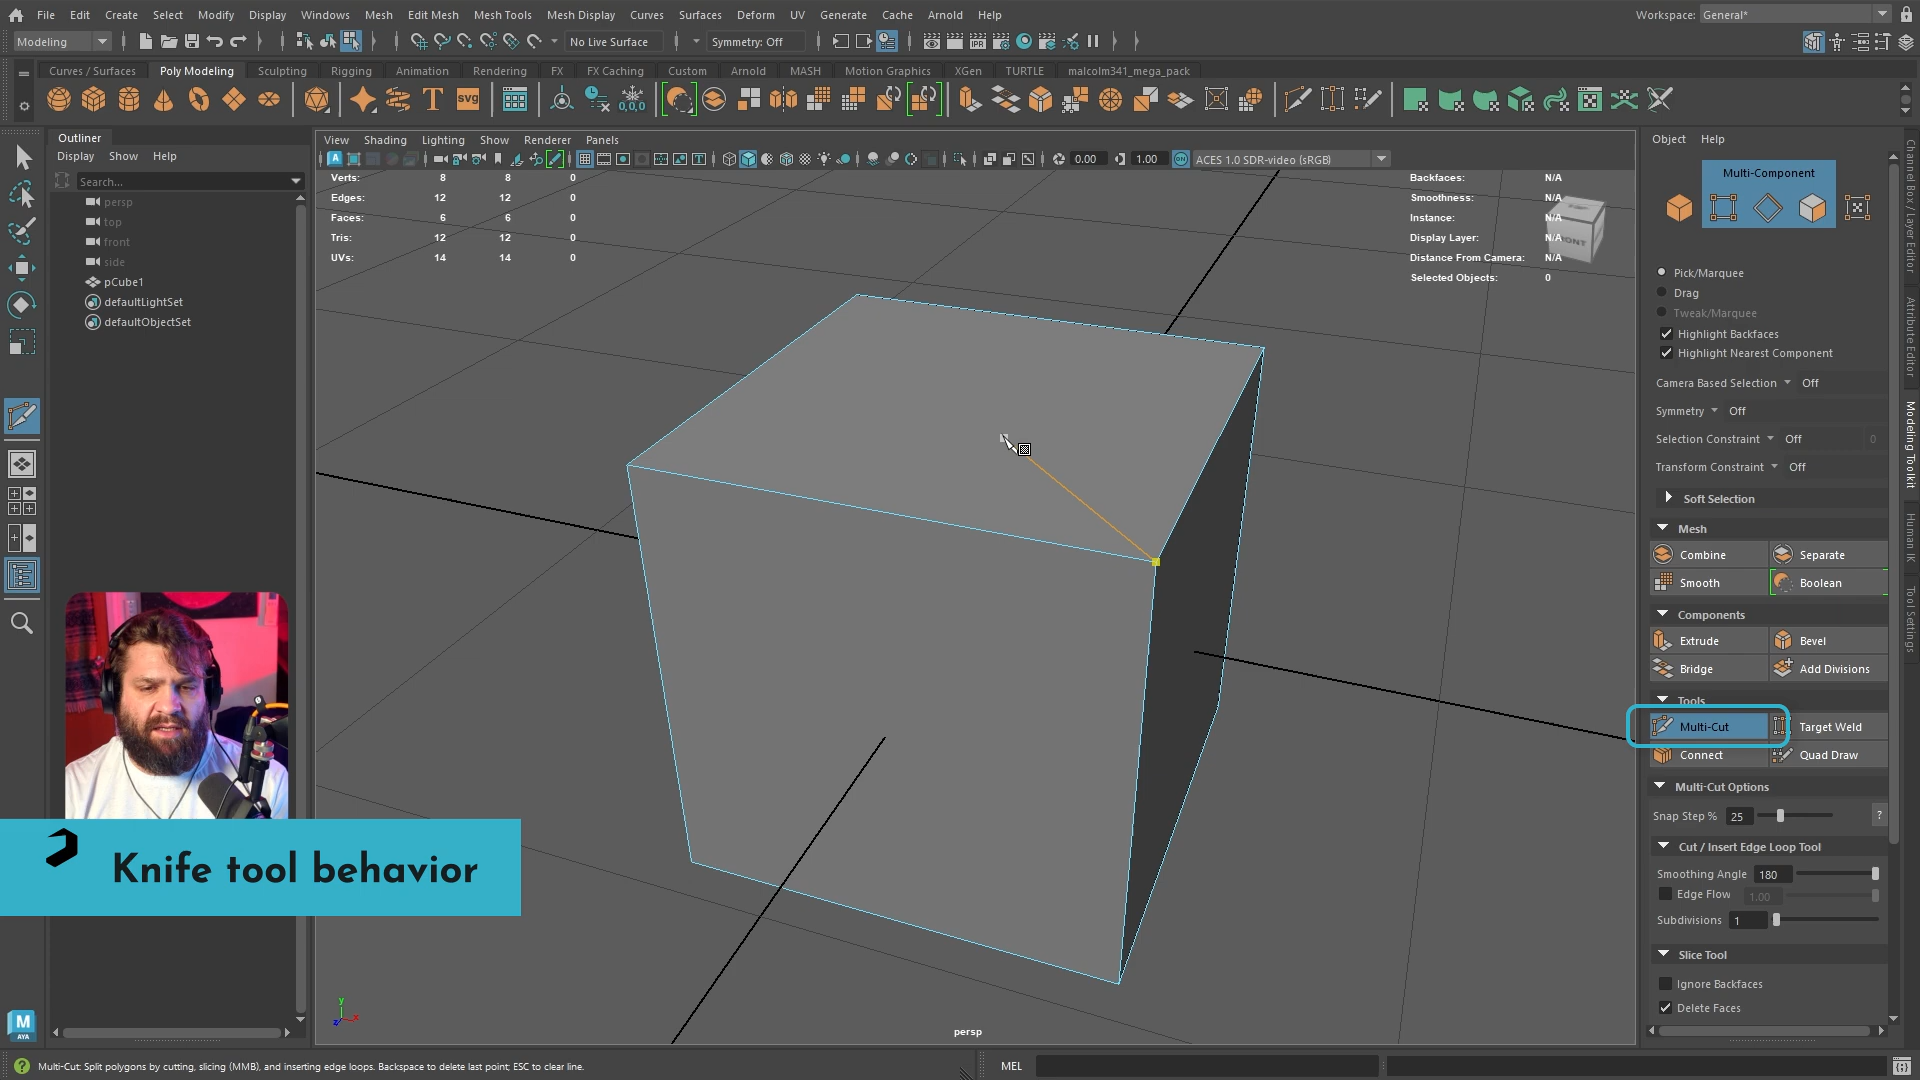 File Edit Create Select Modify Display Windows Mesh Edit Mesh Mesh Tools Mesh Display Curves Surfaces Deform UV Generate Cache Arnold Help
Workspace: General*
Modeling
No Live Surface
Symmetry: Off
Curves / Surfaces Poly Modeling Sculpting Rigging Animation Rendering FX FX Caching Custom Arnold MASH Motion Graphics XGen TURTLE malcolm341_mega_pack
Outliner
Display Show Help
Search...
persp
top
front
side
pCube1
defaultLightSet
defaultObjectSet
View Shading Lighting Show Renderer Panels
0.00
1.00
ACES 1.0 SDR-video (sRGB)
Verts: 8 8 0
Edges: 12 12 0
Faces: 6 6 0
Tris: 12 12 0
UVs: 14 14 0
Backfaces: N/A
Smoothness: N/A
Instance: N/A
Display Layer: N/A
Distance From Camera: N/A
Selected Objects: 0
persp
Object Help
Multi-Component
Pick/Marquee
Drag
Tweak/Marquee
Highlight Backfaces
Highlight Nearest Component
Camera Based Selection Off
Symmetry Off
Selection Constraint Off 0
Transform Constraint Off
Soft Selection
Mesh
Combine Separate
Smooth Boolean
Components
Extrude Bevel
Bridge Add Divisions
Tools
Multi-Cut Target Weld
Connect Quad Draw
Multi-Cut Options
Snap Step % 25 ?
Cut / Insert Edge Loop Tool
Smoothing Angle 180
Edge Flow 1.00
Subdivisions 1
Slice Tool
Ignore Backfaces
Delete Faces
Channel Box / Layer Editor
Attribute Editor
Modeling Toolkit
Human IK
Tool Settings
Knife tool behavior
M
AYA
Multi-Cut: Split polygons by cutting, slicing (MMB), and inserting edge loops. Backspace to delete last point; ESC to clear line.
MEL